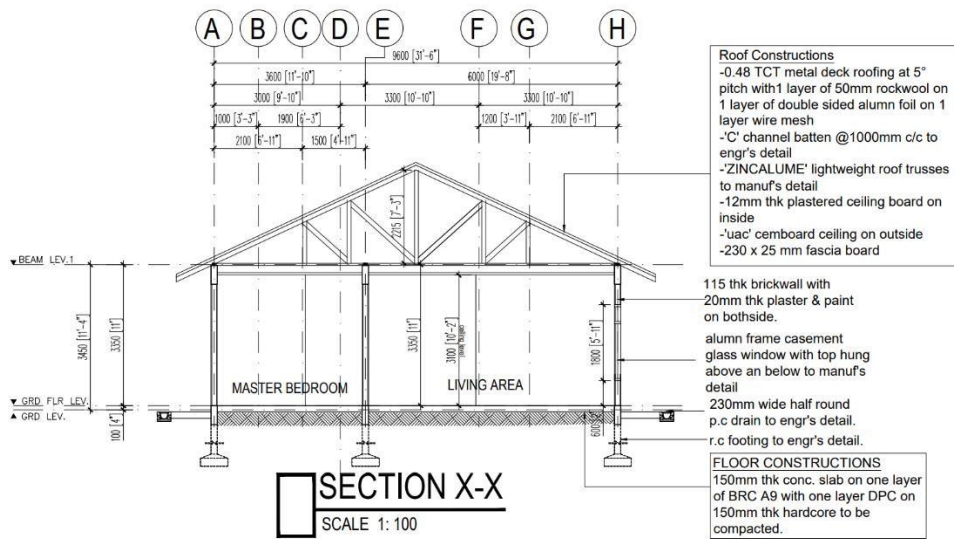 A B C D E F G H
9600 [31'-6"]
3600 [11'-10"] 6000 [19'-8"]
3000 [9'-10"] 3300 [10'-10"] 3300 [10'-10"]
1000 [3'-3"] 1900 [6'-3"] 1200 [3'-11"] 2100 [6'-11"]
2100 [6'-11"] 1500 [4'-11"]
2215 [7'-3"]
BEAM LEV.1
3450 [11'-4"]
3350 [11']
3350 [11']
3100 [10'-2"]
ceiling level
1800 [5'-11"]
MASTER BEDROOM
LIVING AREA
GRD FLR LEV.
GRD LEV.
100 [4"]
Roof Constructions
-0.48 TCT metal deck roofing at 5°
pitch with1 layer of 50mm rockwool on
1 layer of double sided alumn foil on 1
layer wire mesh
-'C' channel batten @1000mm c/c to
engr's detail
-'ZINCALUME' lightweight roof trusses
to manuf's detail
-12mm thk plastered ceiling board on
inside
-'uac' cemboard ceiling on outside
-230 x 25 mm fascia board
115 thk brickwall with
20mm thk plaster & paint
on bothside.
alumn frame casement
glass window with top hung
above an below to manuf's
detail
230mm wide half round
p.c drain to engr's detail.
r.c footing to engr's detail.
FLOOR CONSTRUCTIONS
150mm thk conc. slab on one layer
of BRC A9 with one layer DPC on
150mm thk hardcore to be
compacted.
SECTION X-X
SCALE 1: 100